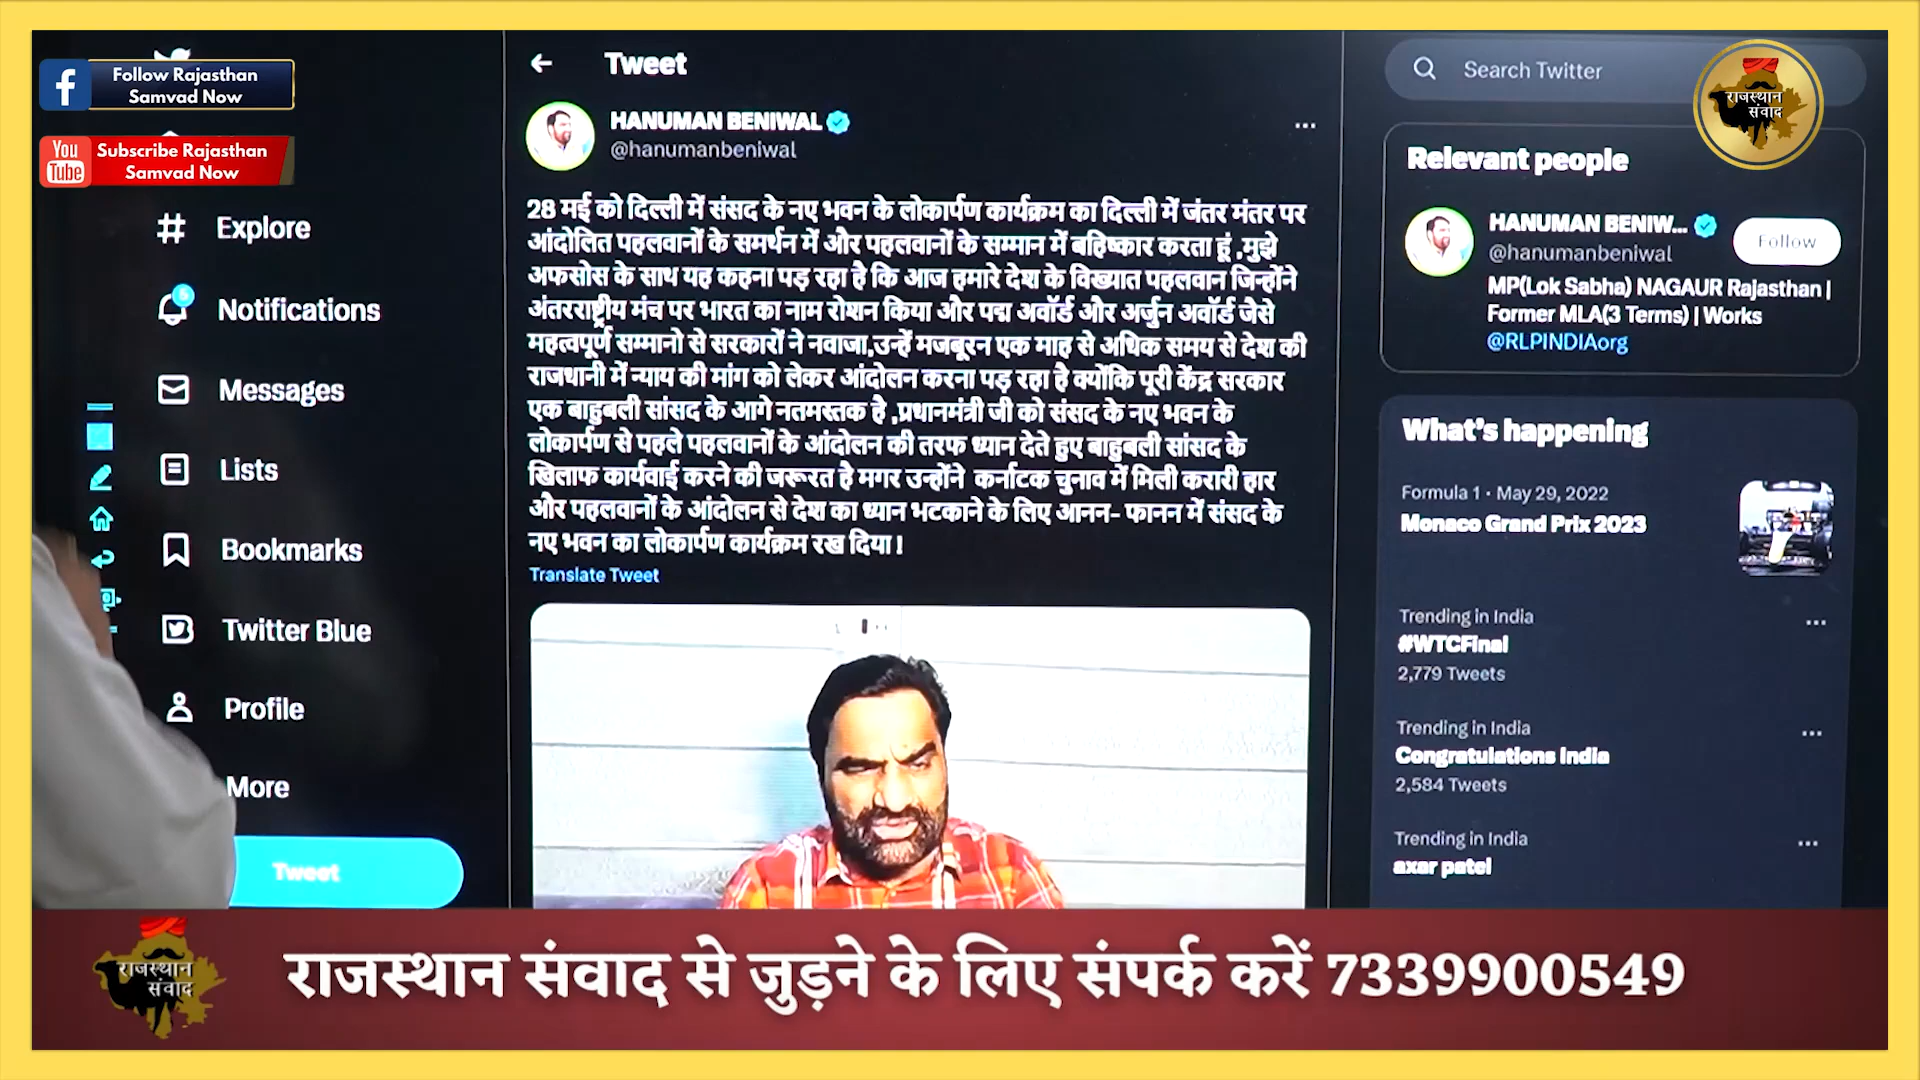 Follow Rajasthan
Samvad Now
You
Tube
Subscribe Rajasthan
Samvad Now
Explore
6
Notifications
Messages
Lists
Bookmarks
Twitter Blue
Profile
More
Tweet
Tweet
HANUMAN BENIWAL
@hanumanbeniwal
28 मई को दिल्ली में संसद के नए भवन के लोकार्पण कार्यक्रम का दिल्ली में जंतर मंतर पर
आंदोलित पहलवानों के समर्थन में और पहलवानों के सम्मान में बहिष्कार करता हूं ,मुझे
अफसोस के साथ यह कहना पड़ रहा है कि आज हमारे देश के विख्यात पहलवान जिन्होंने
अंतरराष्ट्रीय मंच पर भारत का नाम रोशन किया और पद्म अवॉर्ड और अर्जुन अवॉर्ड जैसे
महत्वपूर्ण सम्मानो से सरकारों ने नवाजा,उन्हें मजबूरन एक माह से अधिक समय से देश की
राजधानी में न्याय की मांग को लेकर आंदोलन करना पड़ रहा है क्योंकि पूरी केंद्र सरकार
एक बाहुबली सांसद के आगे नतमस्तक है ,प्रधानमंत्री जी को संसद के नए भवन के
लोकार्पण से पहले पहलवानों के आंदोलन की तरफ ध्यान देते हुए बाहुबली सांसद के
खिलाफ कार्यवाई करने की जरूरत है मगर उन्होंने कर्नाटक चुनाव में मिली करारी हार
और पहलवानों के आंदोलन से देश का ध्यान भटकाने के लिए आनन- फानन में संसद के
नए भवन का लोकार्पण कार्यक्रम रख दिया !
Translate Tweet
Search Twitter
राजस्थान
संवाद
Relevant people
HANUMAN BENIW...
@hanumanbeniwal
Follow
MP(Lok Sabha) NAGAUR Rajasthan |
Former MLA(3 Terms) | Works
@RLPINDIAorg
What's happening
Formula 1 · May 29, 2022
Monaco Grand Prix 2023
Trending in India
#WTCFinal
2,779 Tweets
Trending in India
Congratulations India
2,584 Tweets
Trending in India
axar patel
राजस्थान
संवाद
राजस्थान संवाद से जुड़ने के लिए संपर्क करें 7339900549